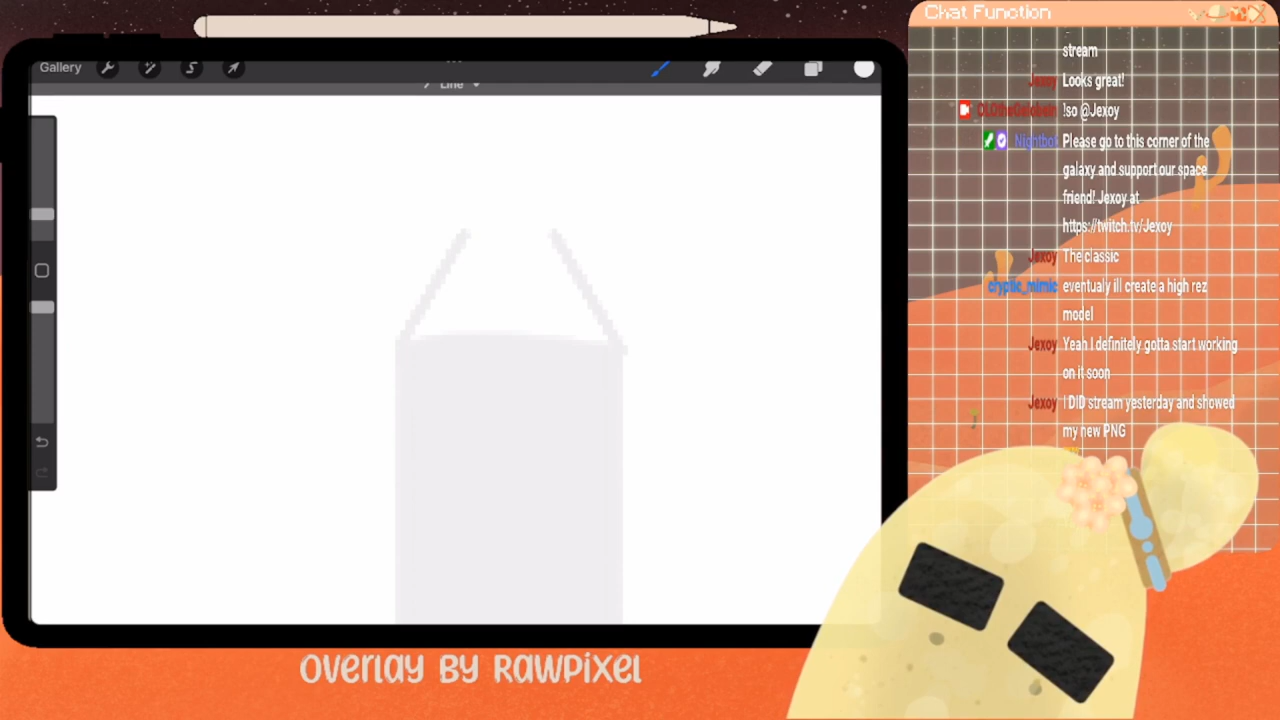 Chat Function
Gallery
Line
stream
Jexoy Looks great!
!so @Jexoy
Nightbot Please go to this corner of the
galaxy and support our space
friend! Jexoy at
https://twitch.tv/Jexoy
Jexoy The classic
cryptic_mimic eventualy ill create a high rez
model
Jexoy Yeah I definitely gotta start working
on it soon
Jexoy I DID stream yesterday and showed
my new PNG
Overlay by Rawpixel